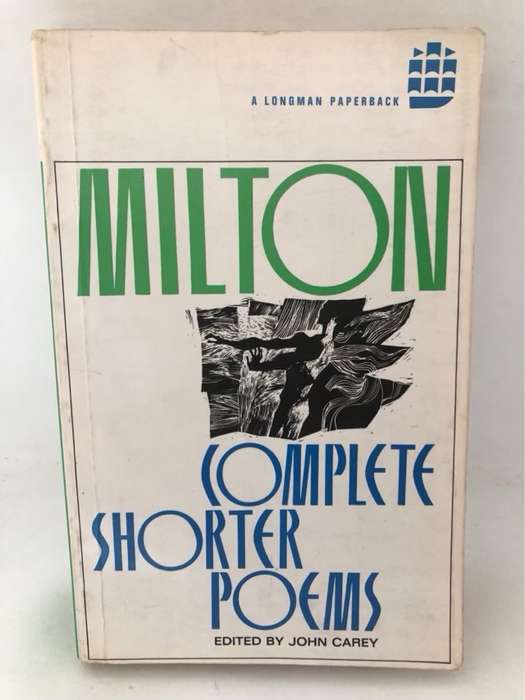 A LONGMAN PAPERBACK
MILTON
COMPLETE
SHORTER
POEMS
EDITED BY JOHN CAREY